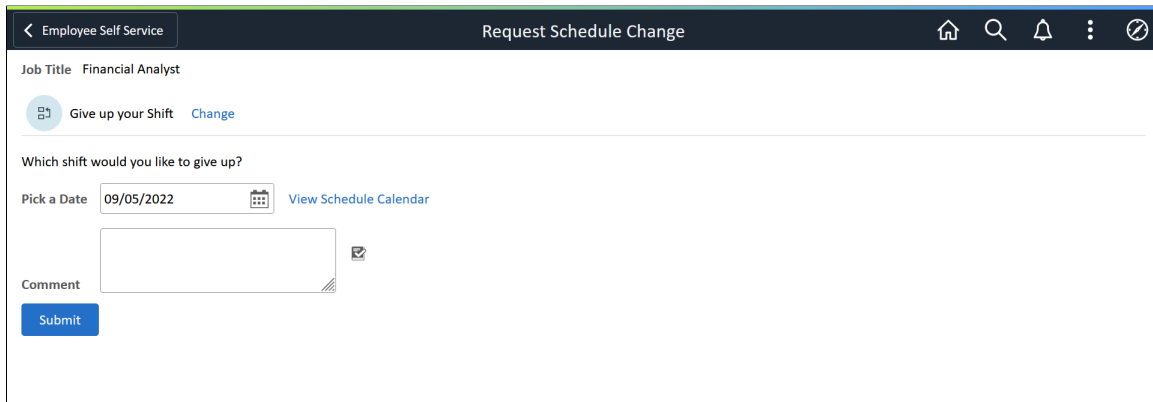 Employee Self Service
Request Schedule Change
Job Title Financial Analyst
Give up your Shift Change
Which shift would you like to give up?
Pick a Date 09/05/2022 View Schedule Calendar
Comment
Submit